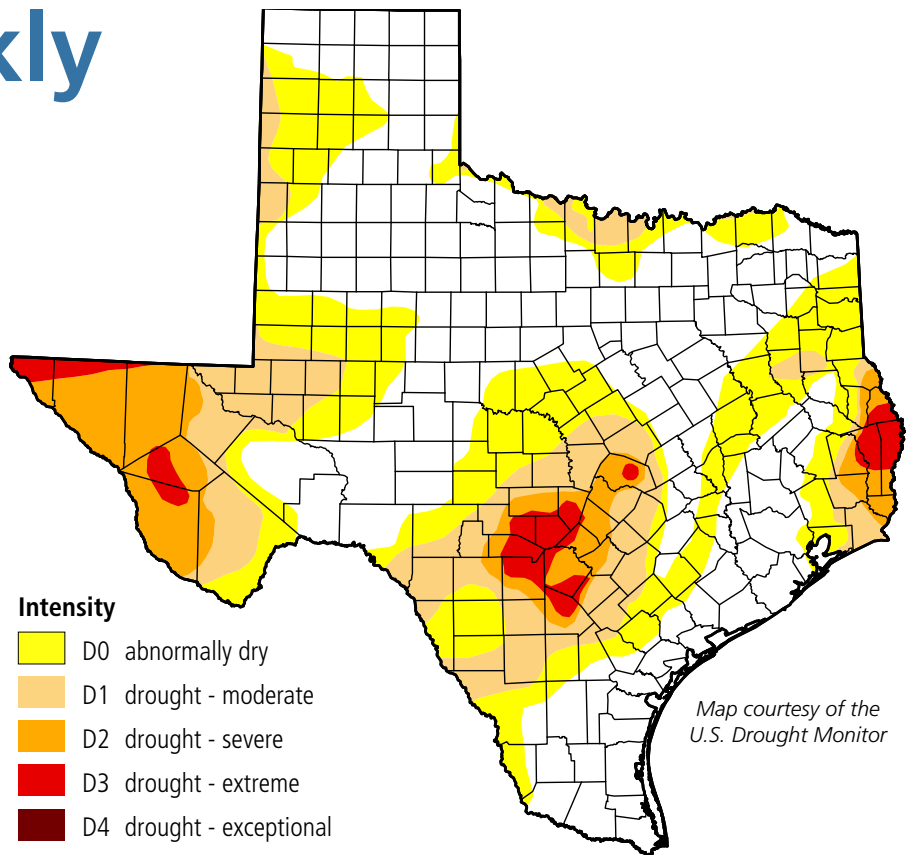 kly
Intensity
D0 abnormally dry
D1 drought - moderate
D2 drought - severe
D3 drought - extreme
D4 drought - exceptional
Map courtesy of the
U.S. Drought Monitor